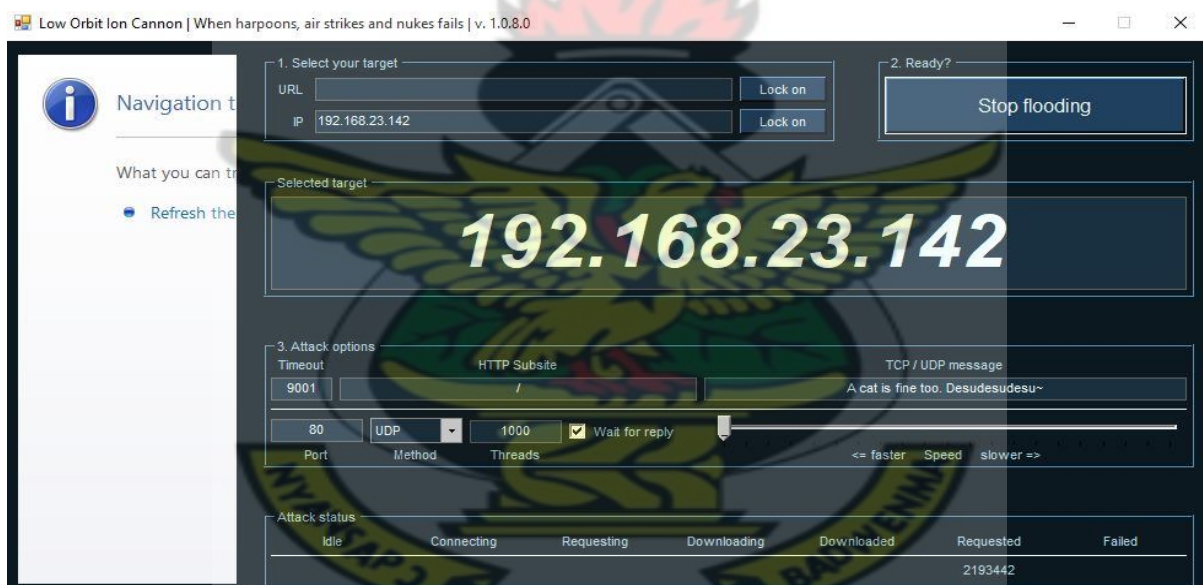 Low Orbit Ion Cannon | When harpoons, air strikes and nukes fails | v. 1.0.8.0
Navigation t
What you can tr
Refresh the
1. Select your target
URL
Lock on
IP
192.168.23.142
Lock on
2. Ready?
Stop flooding
Selected target
192.168.23.142
3. Attack options
Timeout
HTTP Subsite
TCP / UDP message
9001
/
A cat is fine too. Desudesudesu~
80
UDP
1000
Wait for reply
Port
Method
Threads
<= faster
Speed
slower =>
Attack status
Idle
Connecting
Requesting
Downloading
Downloaded
Requested
Failed
2193442
NYANSAPƆ
BADWENMA